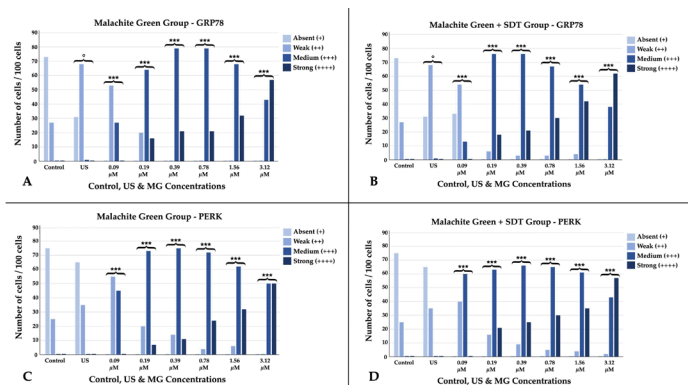 Malachite Green Group - GRP78
Absent (+)
Weak (++)
Medium (+++)
Strong (++++)
Number of cells / 100 cells
80
70
60
50
40
30
20
10
0
°
***
***
***
***
***
***
Control
US
0.09 µM
0.19 µM
0.39 µM
0.78 µM
1.56 µM
3.12 µM
A
Control, US & MG Concentrations
Malachite Green + SDT Group - GRP78
Absent (+)
Weak (++)
Medium (+++)
Strong (++++)
Number of cells / 100 cells
80
70
60
50
40
30
20
10
0
°
***
***
***
***
***
***
Control
US
0.09 µM
0.19 µM
0.39 µM
0.78 µM
1.56 µM
3.12 µM
B
Control, US & MG Concentrations
Malachite Green Group - PERK
Absent (+)
Weak (++)
Medium (+++)
Strong (++++)
Number of cells / 100 cells
80
70
60
50
40
30
20
10
0
***
***
***
***
***
***
Control
US
0.09 µM
0.19 µM
0.39 µM
0.78 µM
1.56 µM
3.12 µM
C
Control, US & MG Concentrations
Malachite Green + SDT Group - PERK
Absent (+)
Weak (++)
Medium (+++)
Strong (++++)
Number of cells / 100 cells
80
70
60
50
40
30
20
10
0
***
***
***
***
***
***
Control
US
0.09 µM
0.19 µM
0.39 µM
0.78 µM
1.56 µM
3.12 µM
D
Control, US & MG Concentrations